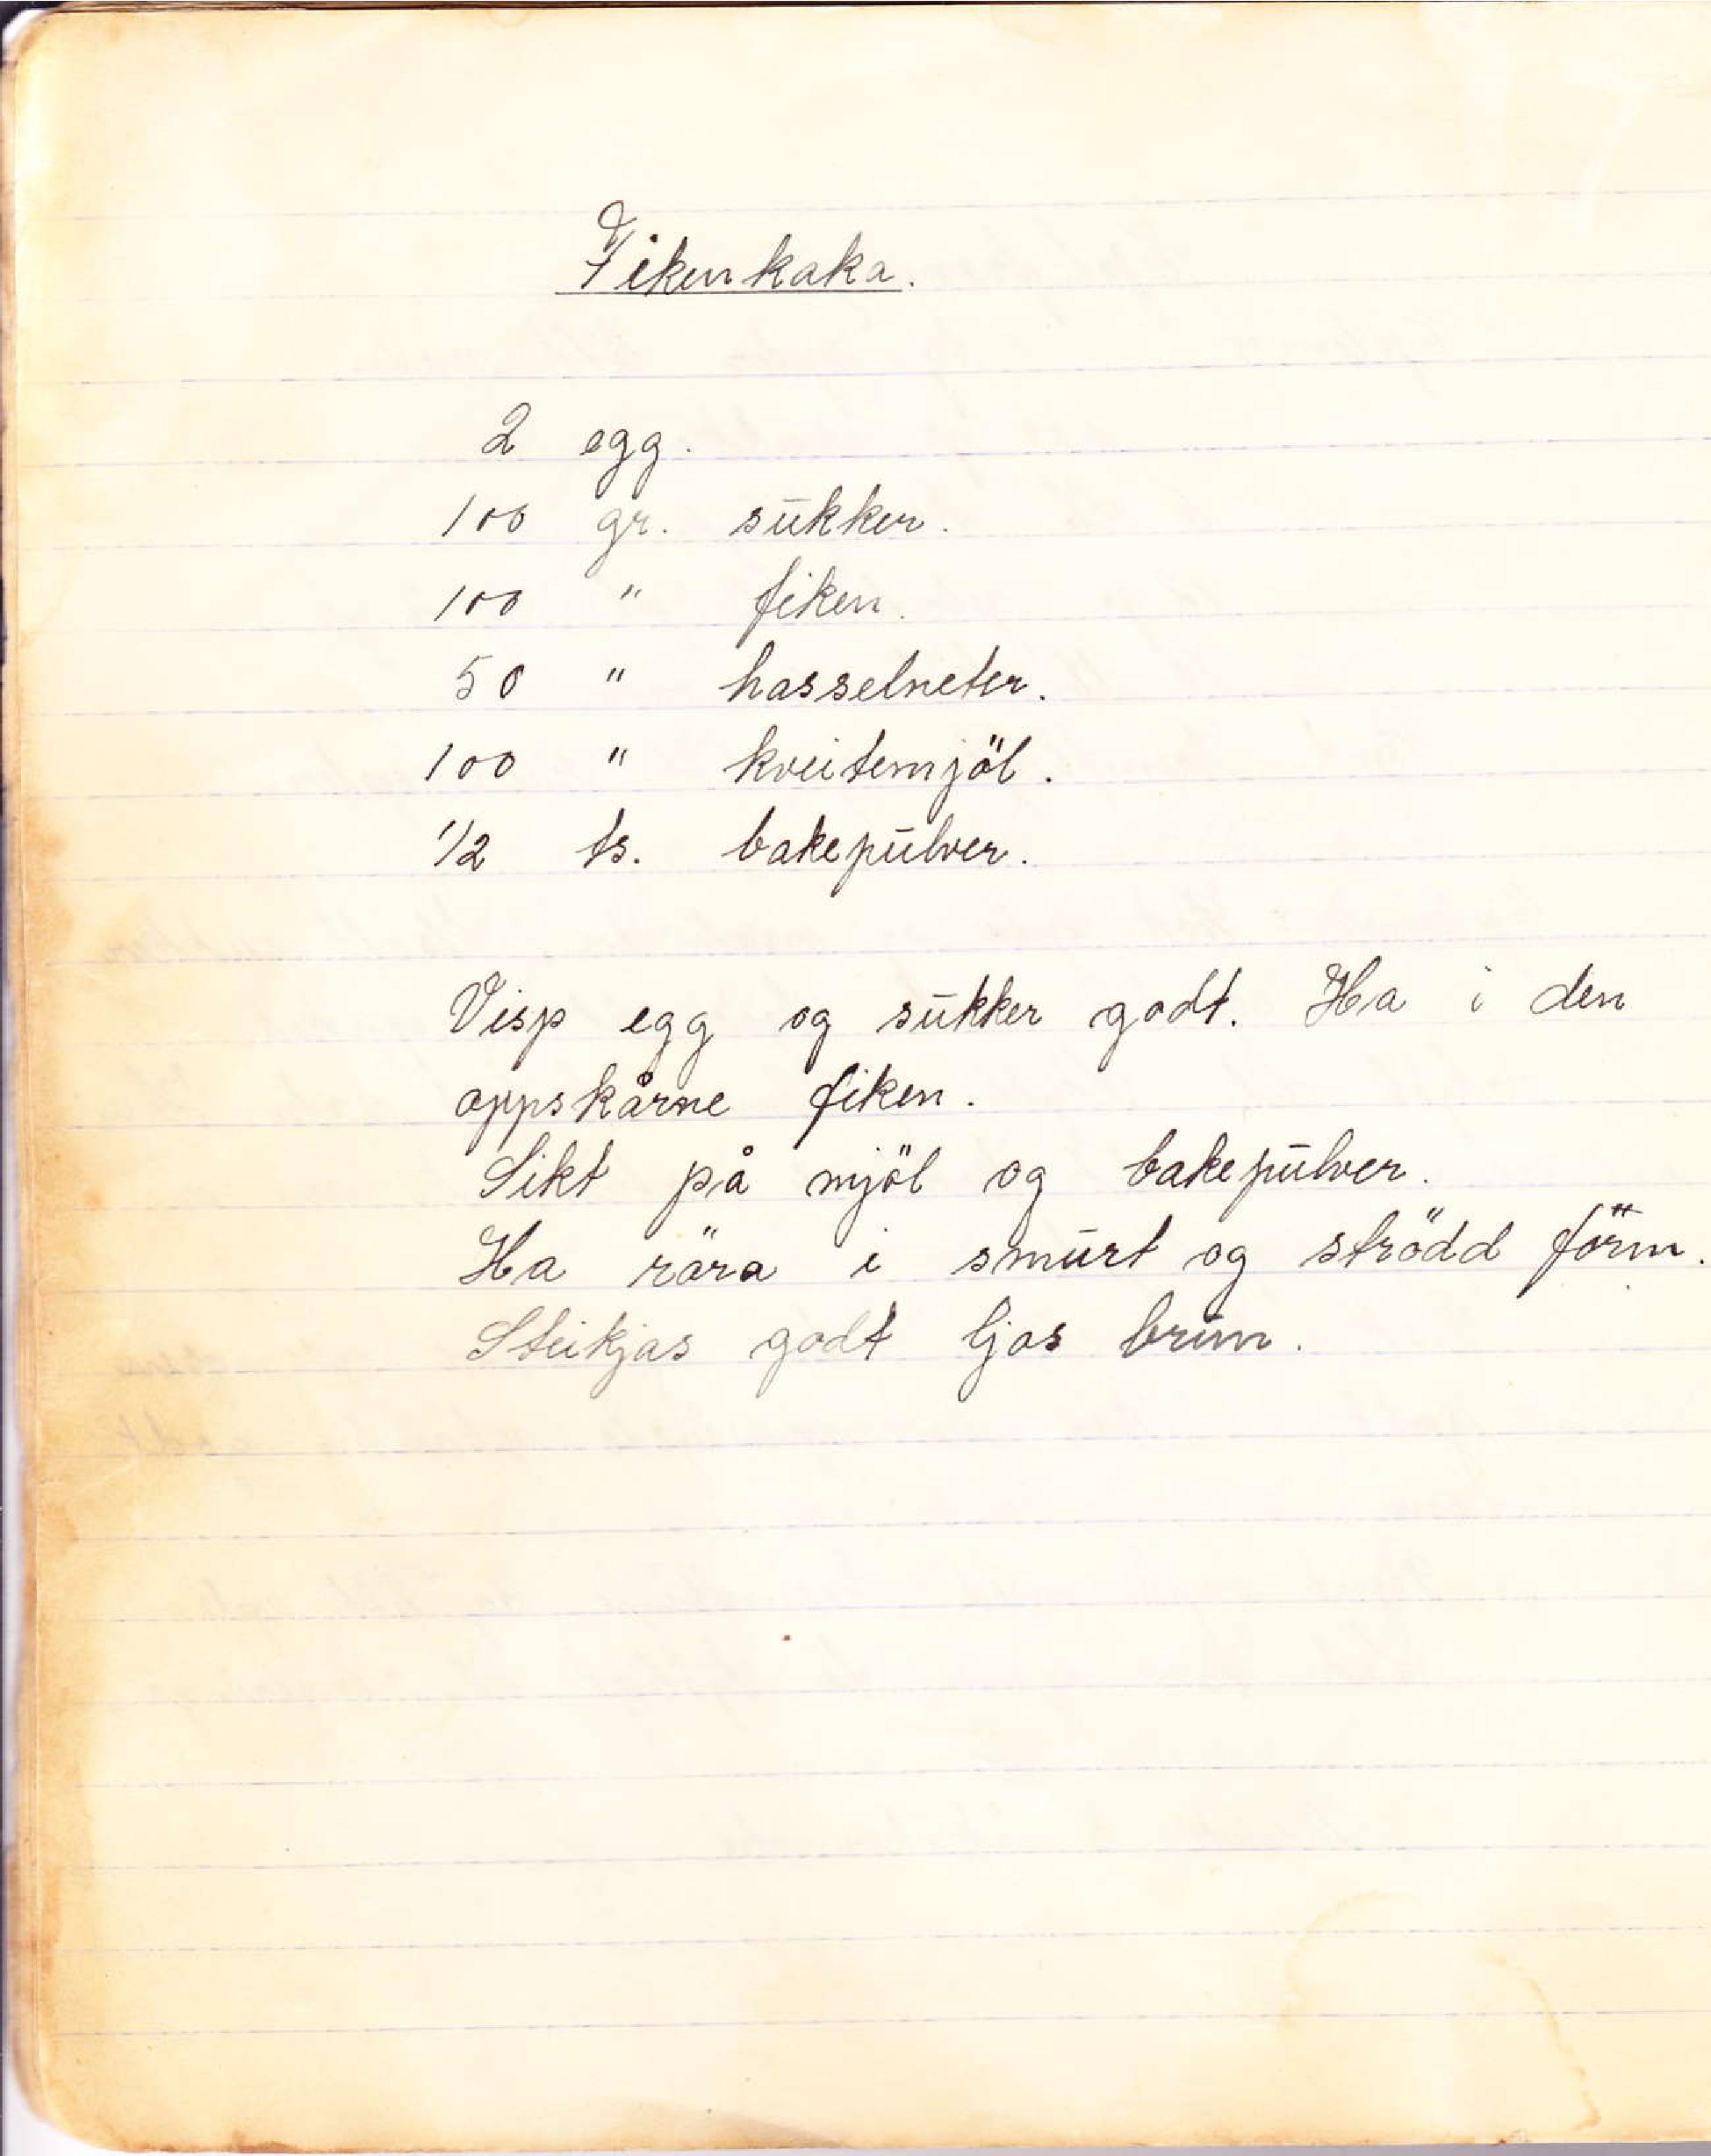 Fikenkaka.
2 egg.
100 gr. sukker.
100 " fiken.
50 " hasselneter.
100 " kveitemjöl.
1/2 ts. bakepulver.
Visp egg og sukker godt. Ha i den
oppskårne fiken.
Sikt på mjöl og bakepulver.
Ha röra i smurt og strödd förm.
Steikjas godt ljos brun.